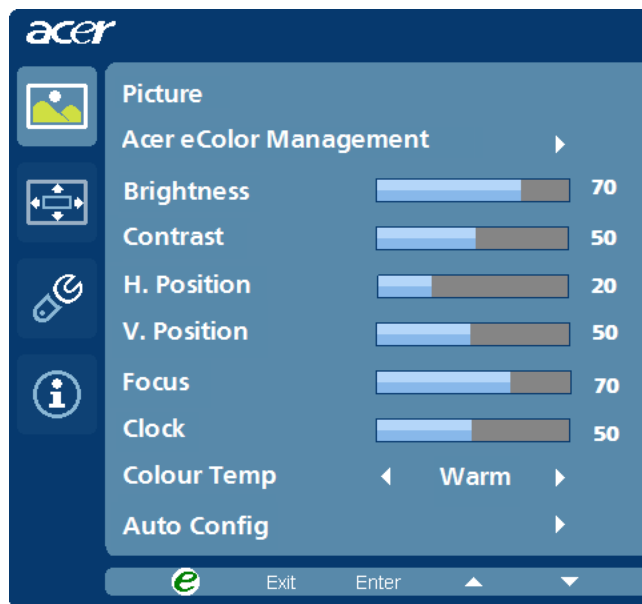 acer
Picture
Acer eColor Management
Brightness 70
Contrast 50
H. Position 20
V. Position 50
Focus 70
Clock 50
Colour Temp Warm
Auto Config
e Exit Enter